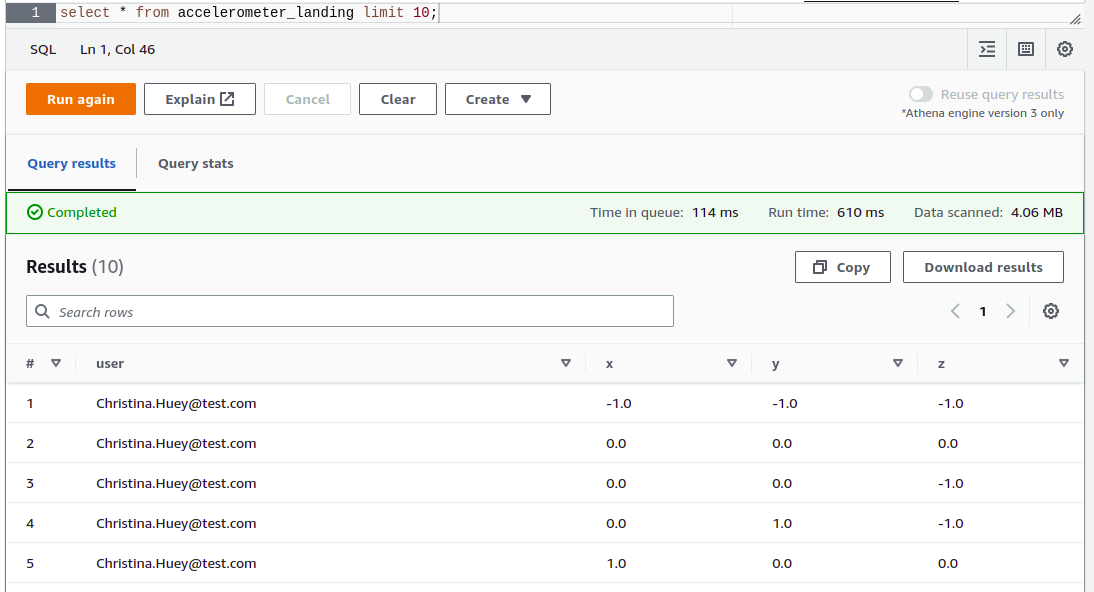 1 select * from accelerometer_landing limit 10;
SQL Ln 1, Col 46
Run again Explain Cancel Clear Create Reuse query results
*Athena engine version 3 only
Query results Query stats
Completed Time in queue: 114 ms Run time: 610 ms Data scanned: 4.06 MB
Results (10) Copy Download results
Search rows 1
# user x y z
1 Christina.Huey@test.com -1.0 -1.0 -1.0
2 Christina.Huey@test.com 0.0 0.0 0.0
3 Christina.Huey@test.com 0.0 0.0 -1.0
4 Christina.Huey@test.com 0.0 1.0 -1.0
5 Christina.Huey@test.com 1.0 0.0 0.0